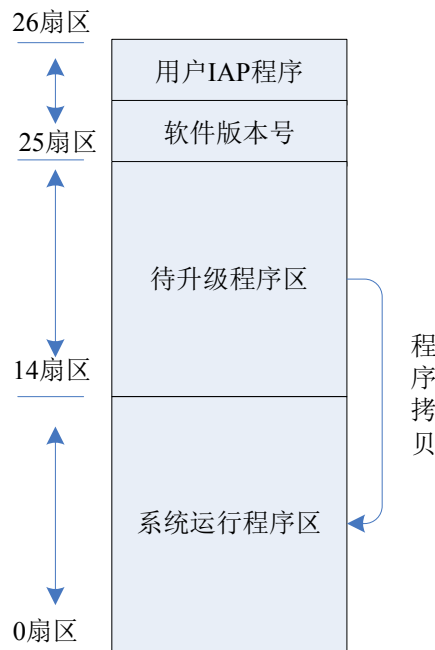 26扇区
用户IAP程序
软件版本号
25扇区
待升级程序区
程
序
拷
贝
14扇区
系统运行程序区
0扇区